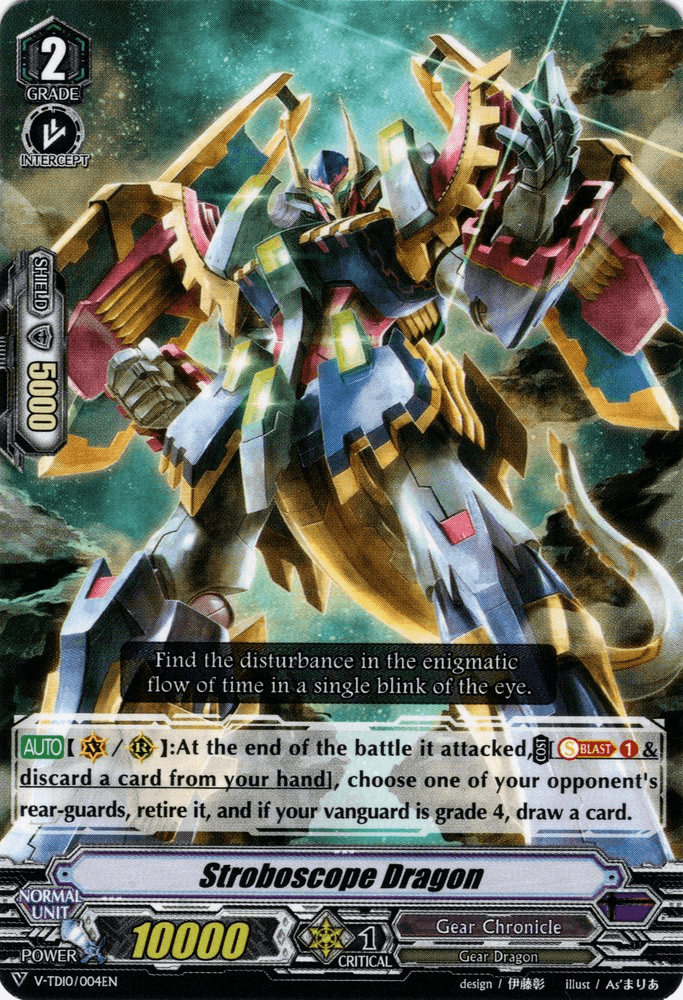 2
GRADE
INTERCEPT
SHIELD
5000
Find the disturbance in the enigmatic
flow of time in a single blink of the eye.
AUTO [ V / R ]:At the end of the battle it attacked, COST [ S BLAST 1 &
discard a card from your hand], choose one of your opponent's
rear-guards, retire it, and if your vanguard is grade 4, draw a card.
Stroboscope Dragon
NORMAL
UNIT
POWER
10000
1
CRITICAL
Gear Chronicle
Gear Dragon
V-TD10/004EN
design / 伊藤彰 illust / As'まりあ